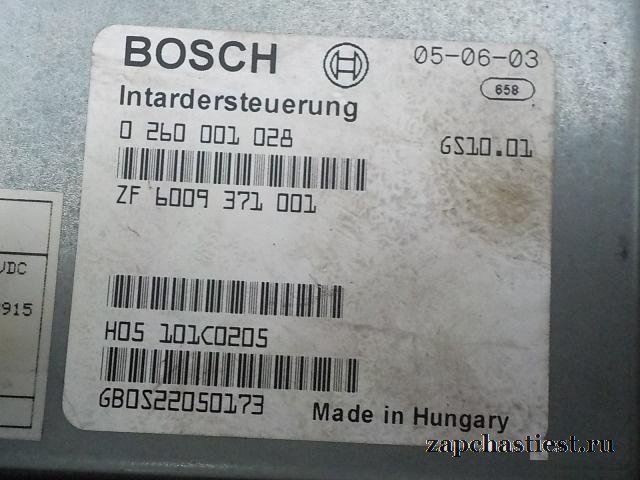 BOSCH
05-06-03
658
Intardersteuerung
0 260 001 028
GS10.01
ZF 6009 371 001
VDC
915
H05 101C0205
GB0S22050173
Made in Hungary
zapchastiest.ru